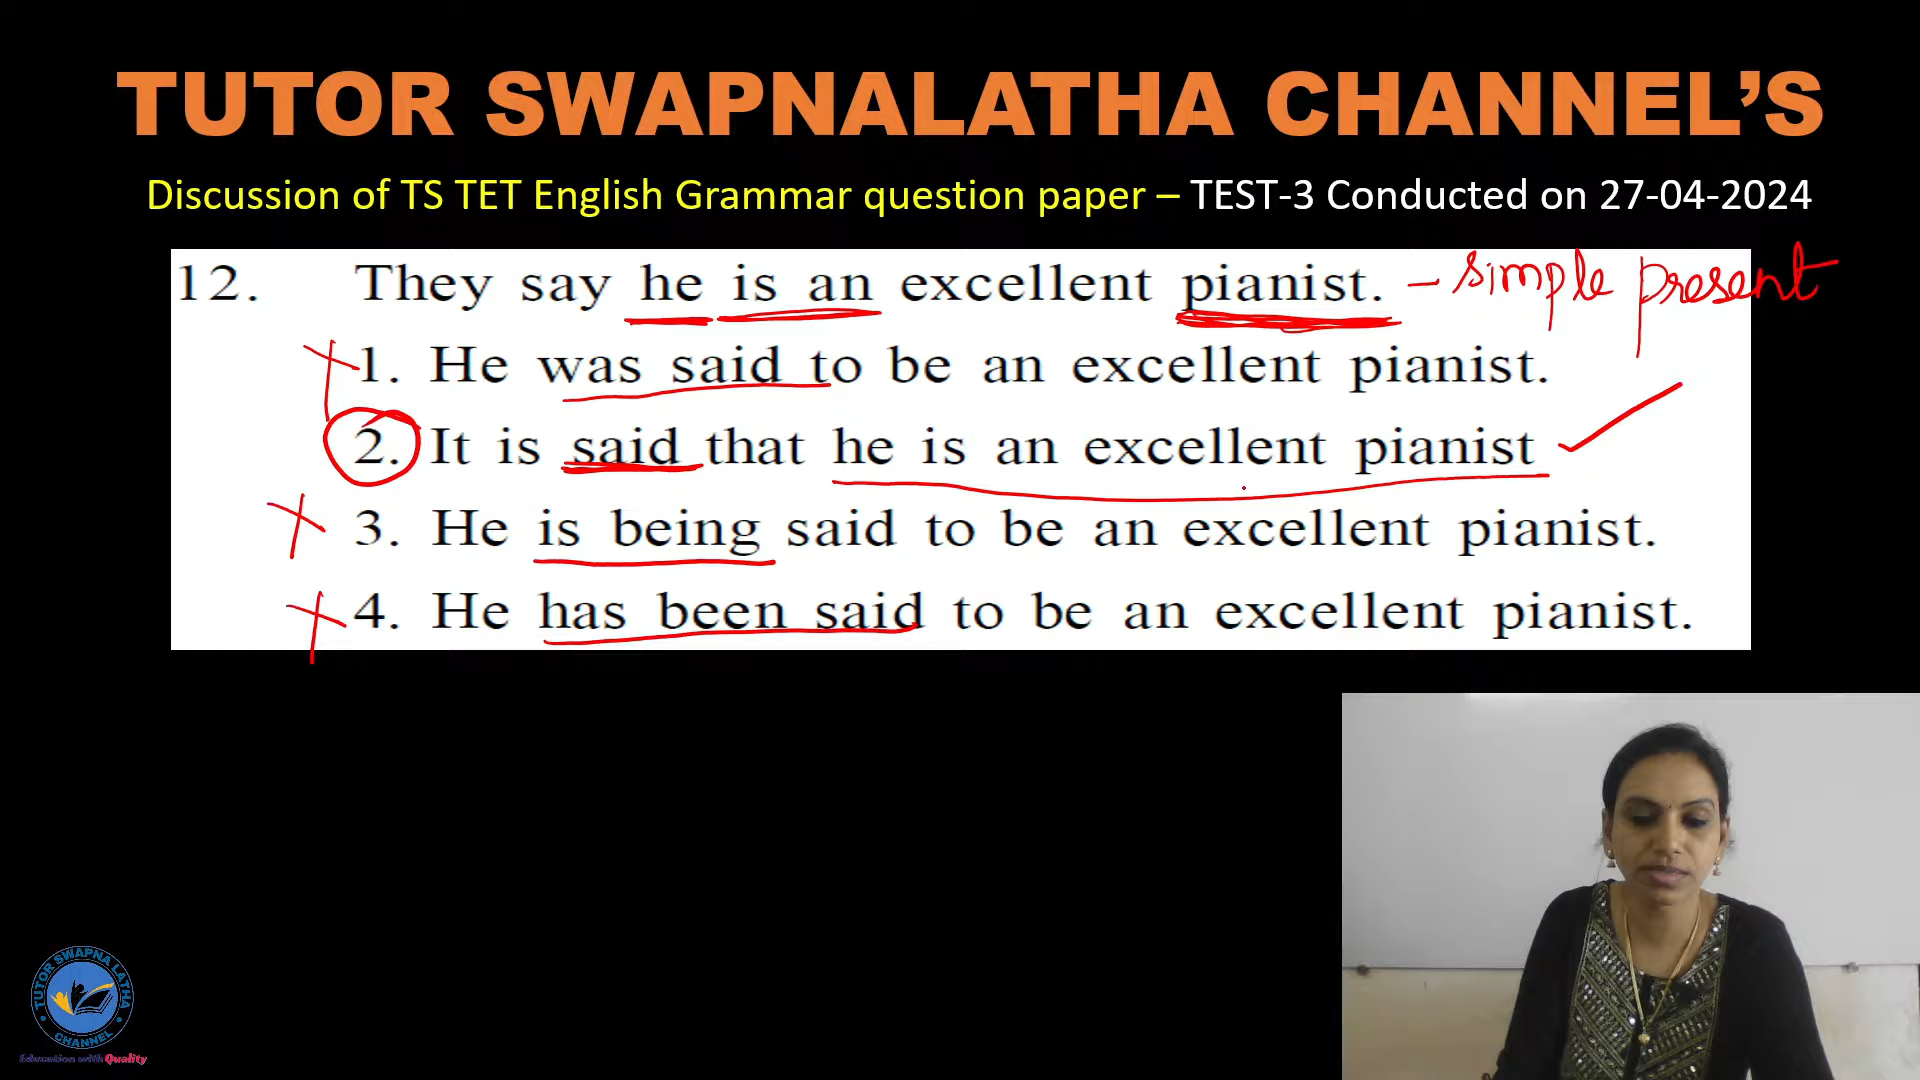 TUTOR SWAPNALATHA CHANNEL’S
Discussion of TS TET English Grammar question paper – TEST-3 Conducted on 27-04-2024
12. They say he is an excellent pianist. - simple present
1. He was said to be an excellent pianist.
2. It is said that he is an excellent pianist
3. He is being said to be an excellent pianist.
4. He has been said to be an excellent pianist.
TUTOR SWAPNA LATHA
CHANNEL
Education with Quality